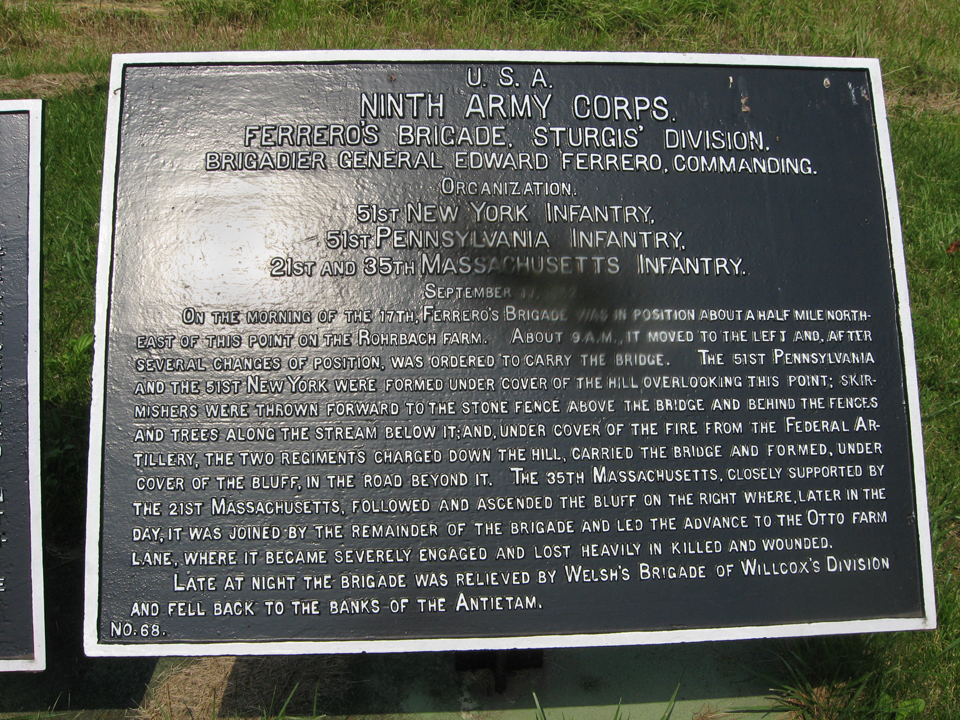 U. S. A.
NINTH ARMY CORPS.
FERRERO'S BRIGADE, STURGIS' DIVISION.
BRIGADIER GENERAL EDWARD FERRERO, COMMANDING.
ORGANIZATION.
51ST NEW YORK INFANTRY,
51ST PENNSYLVANIA INFANTRY,
21ST AND 35TH MASSACHUSETTS INFANTRY.
SEPTEMBER 17,
ON THE MORNING OF THE 17TH, FERRERO'S BRIGADE WAS IN POSITION ABOUT A HALF MILE NORTH-
EAST OF THIS POINT ON THE ROHRBACH FARM. ABOUT 9 A.M., IT MOVED TO THE LEFT AND, AFTER
SEVERAL CHANGES OF POSITION, WAS ORDERED TO CARRY THE BRIDGE. THE 51ST PENNSYLVANIA
AND THE 51ST NEW YORK WERE FORMED UNDER COVER OF THE HILL OVERLOOKING THIS POINT; SKIR-
MISHERS WERE THROWN FORWARD TO THE STONE FENCE ABOVE THE BRIDGE AND BEHIND THE FENCES
AND TREES ALONG THE STREAM BELOW IT; AND, UNDER COVER OF THE FIRE FROM THE FEDERAL AR-
TILLERY, THE TWO REGIMENTS CHARGED DOWN THE HILL, CARRIED THE BRIDGE AND FORMED, UNDER
COVER OF THE BLUFF, IN THE ROAD BEYOND IT. THE 35TH MASSACHUSETTS, CLOSELY SUPPORTED BY
THE 21ST MASSACHUSETTS, FOLLOWED AND ASCENDED THE BLUFF ON THE RIGHT WHERE, LATER IN THE
DAY, IT WAS JOINED BY THE REMAINDER OF THE BRIGADE AND LED THE ADVANCE TO THE OTTO FARM
LANE, WHERE IT BECAME SEVERELY ENGAGED AND LOST HEAVILY IN KILLED AND WOUNDED.
LATE AT NIGHT THE BRIGADE WAS RELIEVED BY WELSH'S BRIGADE OF WILLCOX'S DIVISION
AND FELL BACK TO THE BANKS OF THE ANTIETAM.
NO. 68.